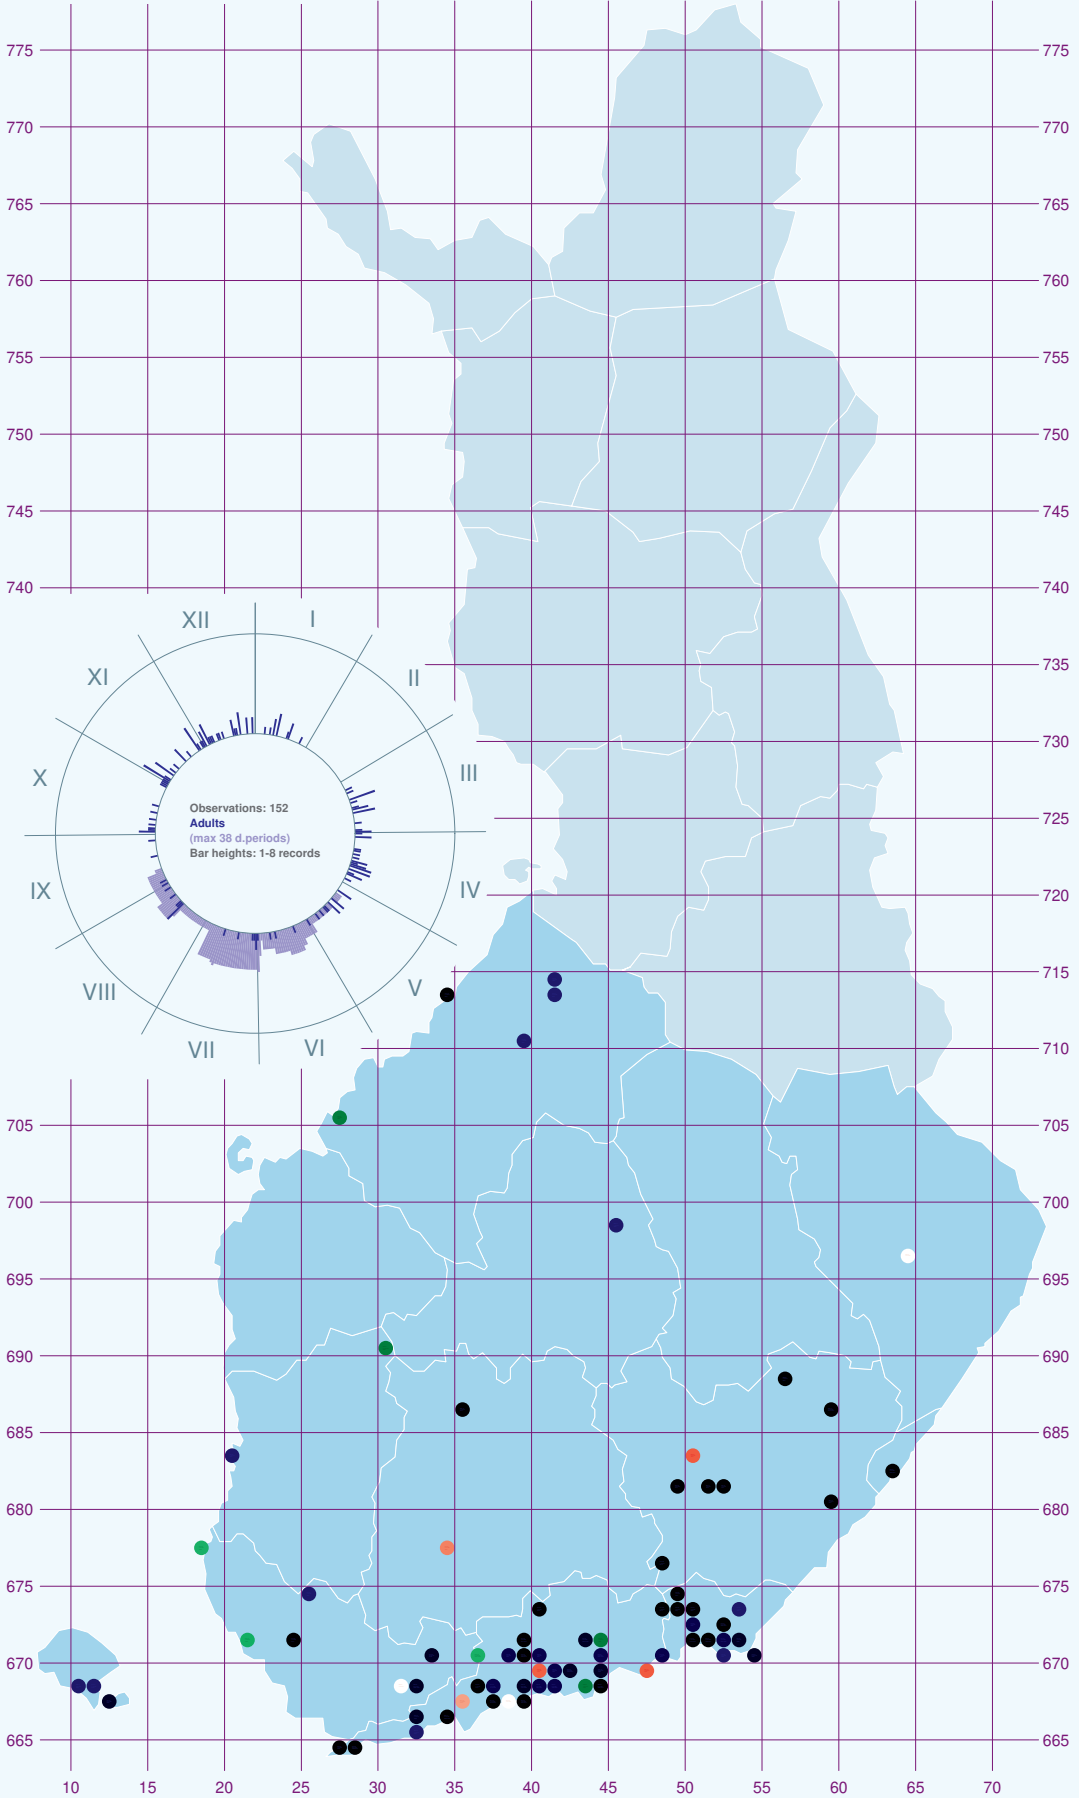 775 775
770 770
765 765
760 760
755 755
750 750
745 745
740 740
XII I
735
XI II
730
X III
725
Observations: 152
Adults
(max 38 d.periods)
Bar heights: 1-8 records
IX IV
720
VIII V
715
VII VI
710
705 705
700 700
695 695
690 690
685 685
680 680
675 675
670 670
665 665
10 15 20 25 30 35 40 45 50 55 60 65 70